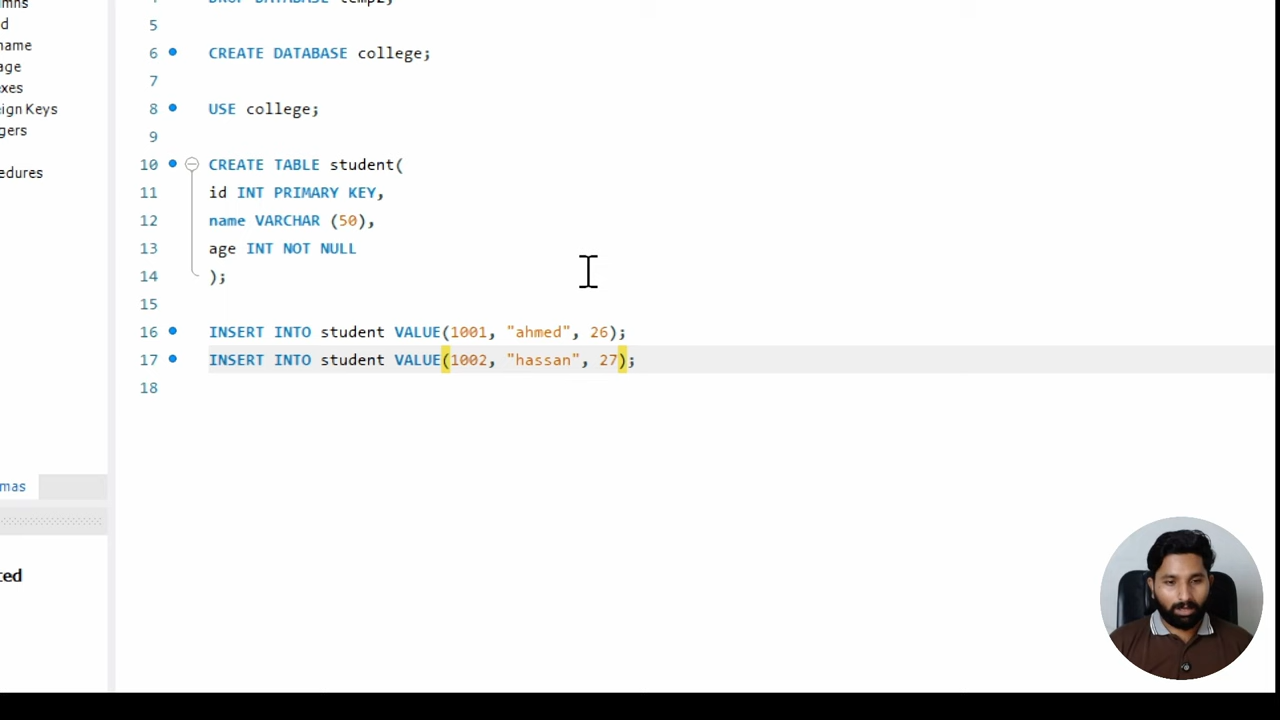 mns
d
name
age
exes
eign Keys
gers
edures
mas
ted
5
6 CREATE DATABASE college;
7
8 USE college;
9
10 CREATE TABLE student(
11 id INT PRIMARY KEY,
12 name VARCHAR (50),
13 age INT NOT NULL
14 );
15
16 INSERT INTO student VALUE(1001, "ahmed", 26);
17 INSERT INTO student VALUE(1002, "hassan", 27);
18